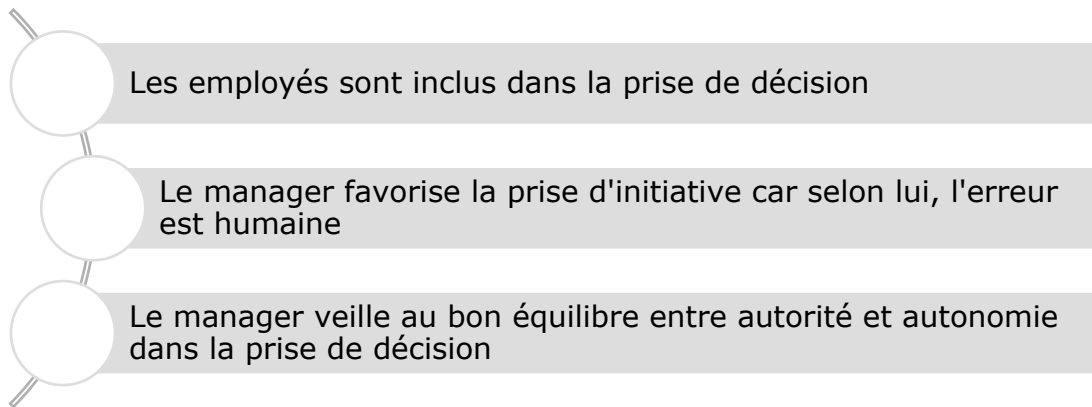 Les employés sont inclus dans la prise de décision
Le manager favorise la prise d'initiative car selon lui, l'erreur
est humaine
Le manager veille au bon équilibre entre autorité et autonomie
dans la prise de décision